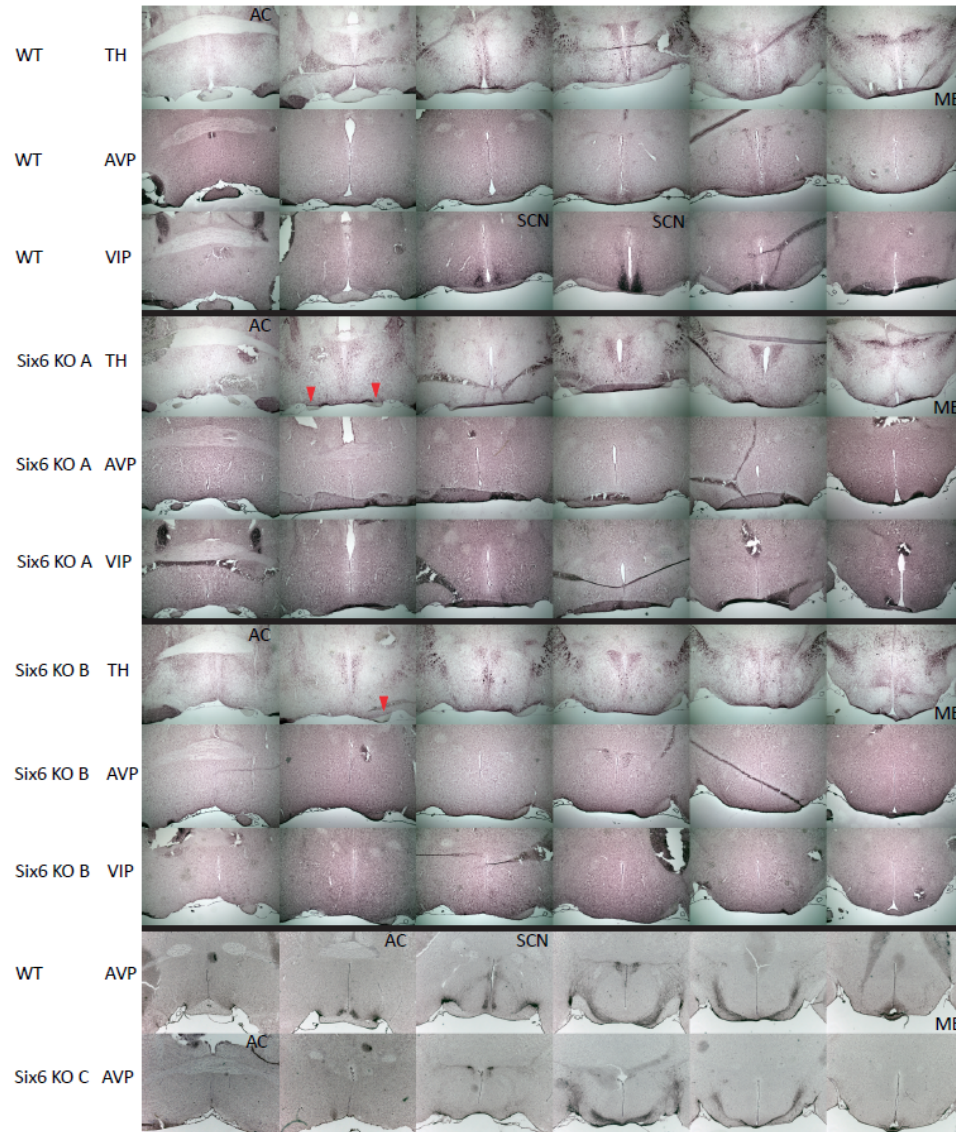 AC
WT TH
ME
WT AVP
SCN SCN
WT VIP
AC
Six6 KO A TH
ME
Six6 KO A AVP
Six6 KO A VIP
AC
Six6 KO B TH
ME
Six6 KO B AVP
Six6 KO B VIP
AC SCN
WT AVP
ME
AC
Six6 KO C AVP